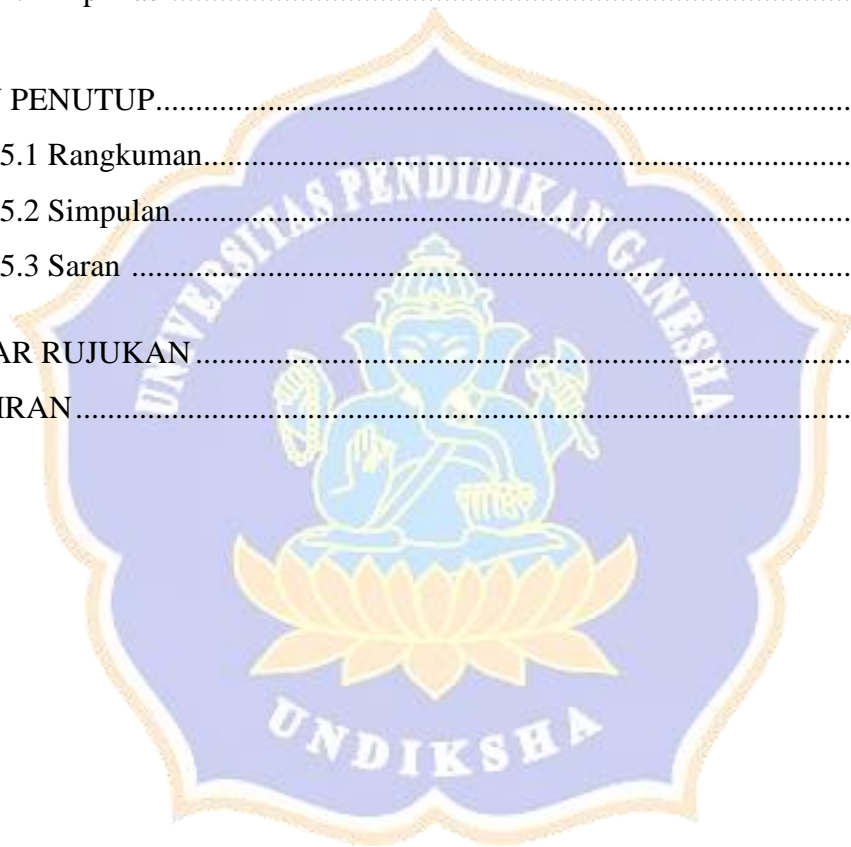 PENUTUP...............................................................................................
5.1 Rangkuman.........................................................................................
5.2 Simpulan............................................................................................
5.3 Saran ................................................................................................
AR RUJUKAN.........................................................................................
IRAN......................................................................................................
UNIVERSITAS PENDIDIKAN GANESHA
UNDIKSHA